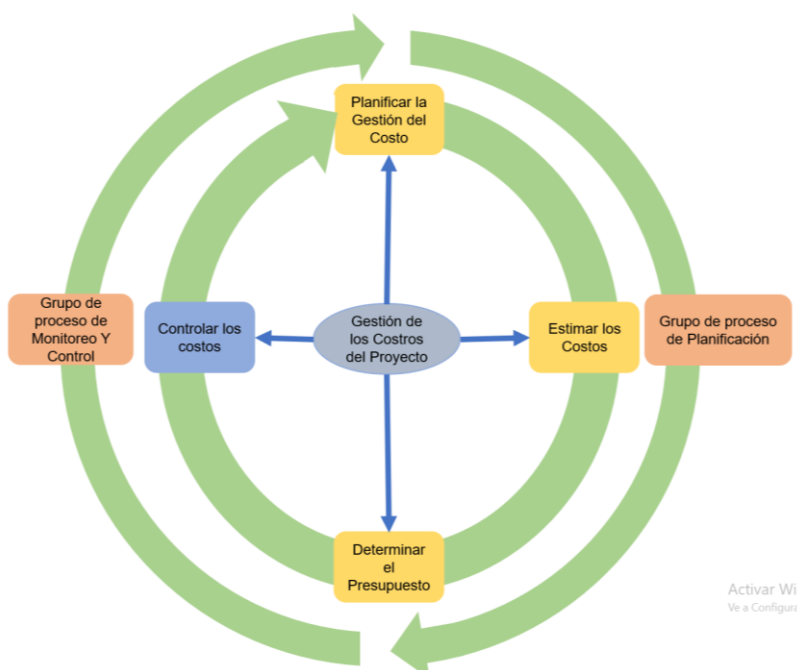 Planificar la
Gestión del
Costo
Grupo de
proceso de
Monitoreo Y
Control
Controlar los
costos
Gestión de
los Costros
del Proyecto
Estimar los
Costos
Grupo de proceso
de Planificación
Determinar
el
Presupuesto
Activar Wi
Ve a Configura